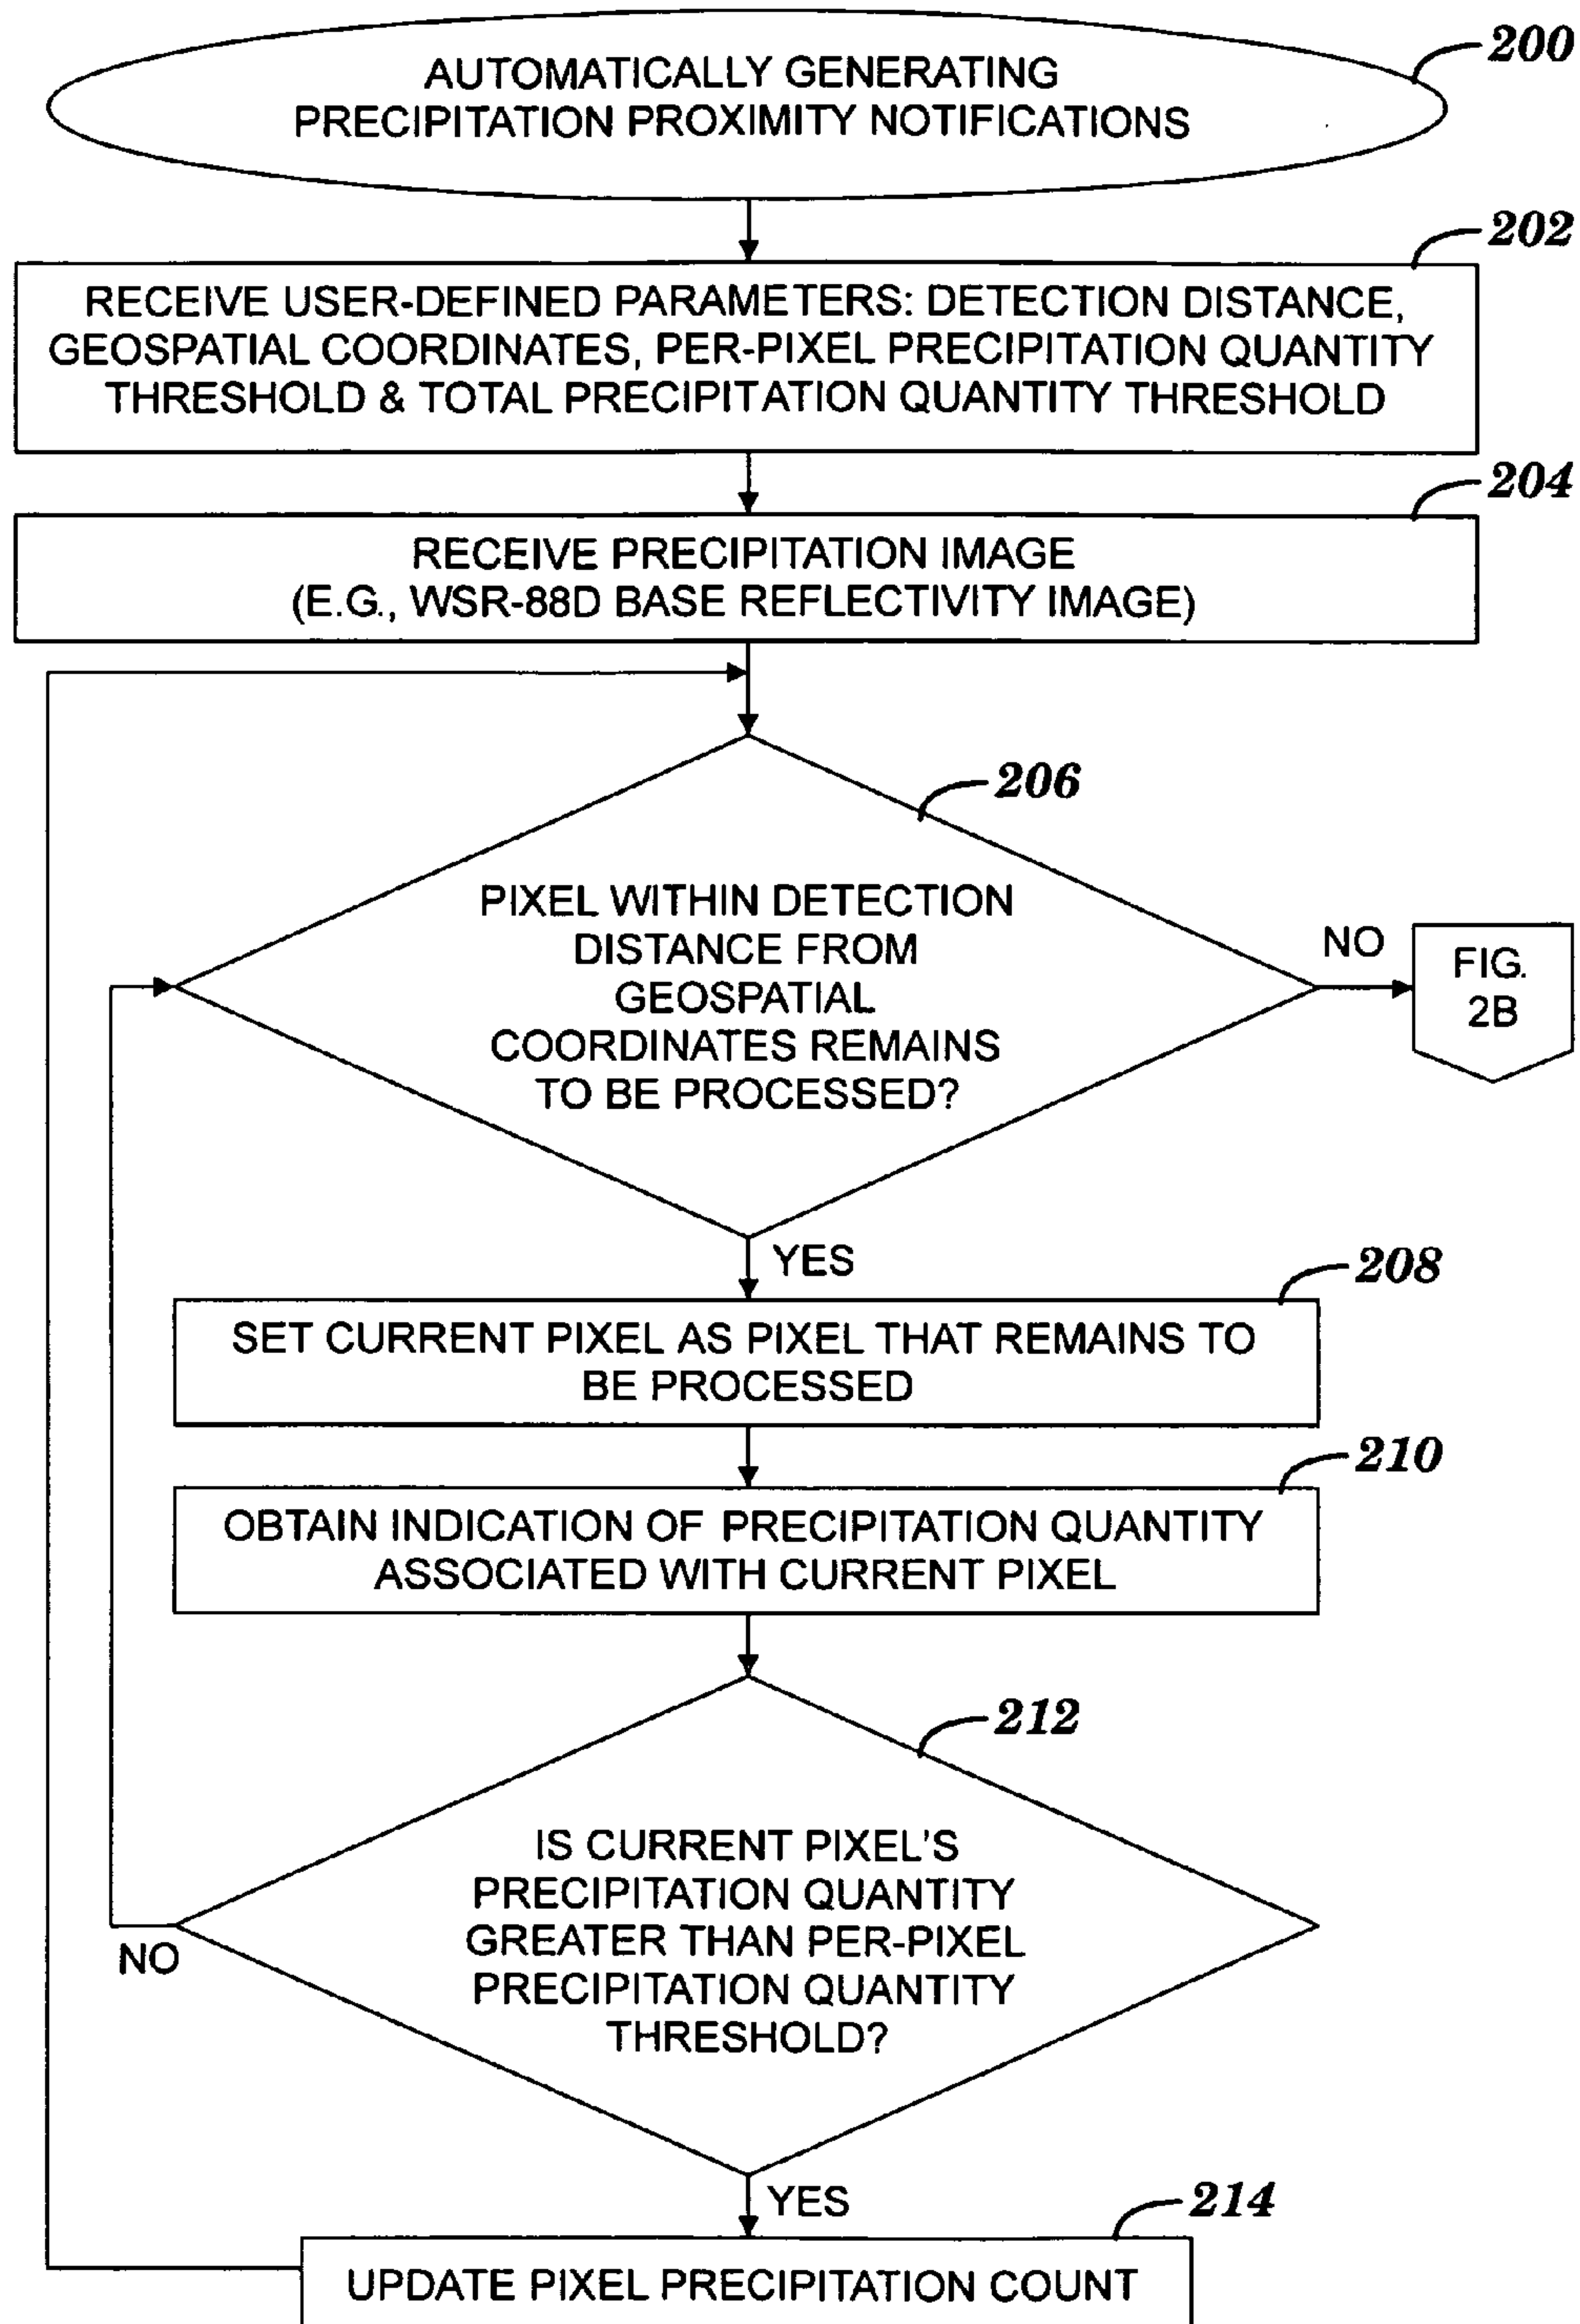 200
AUTOMATICALLY GENERATING
PRECIPITATION PROXIMITY NOTIFICATIONS
202
RECEIVE USER-DEFINED PARAMETERS: DETECTION DISTANCE,
GEOSPATIAL COORDINATES, PER-PIXEL PRECIPITATION QUANTITY
THRESHOLD & TOTAL PRECIPITATION QUANTITY THRESHOLD
204
RECEIVE PRECIPITATION IMAGE
(E.G., WSR-88D BASE REFLECTIVITY IMAGE)
206
PIXEL WITHIN DETECTION
DISTANCE FROM
GEOSPATIAL
COORDINATES REMAINS
TO BE PROCESSED?
NO
FIG.
2B
YES
208
SET CURRENT PIXEL AS PIXEL THAT REMAINS TO
BE PROCESSED
210
OBTAIN INDICATION OF PRECIPITATION QUANTITY
ASSOCIATED WITH CURRENT PIXEL
212
IS CURRENT PIXEL'S
PRECIPITATION QUANTITY
GREATER THAN PER-PIXEL
PRECIPITATION QUANTITY
THRESHOLD?
NO
YES
214
UPDATE PIXEL PRECIPITATION COUNT